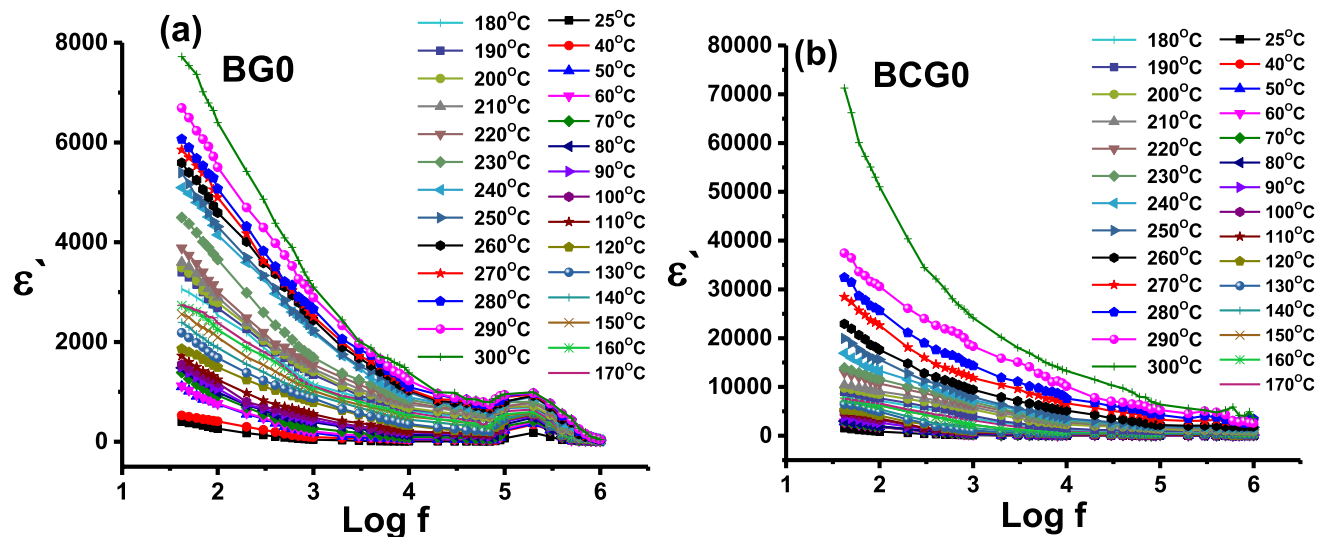 (a)
BG0
8000
6000
4000
2000
0
ε`
1 2 3 4 5 6
Log f
180°C
190°C
200°C
210°C
220°C
230°C
240°C
250°C
260°C
270°C
280°C
290°C
300°C
25°C
40°C
50°C
60°C
70°C
80°C
90°C
100°C
110°C
120°C
130°C
140°C
150°C
160°C
170°C
(b)
BCG0
80000
70000
60000
50000
40000
30000
20000
10000
0
ε`
1 2 3 4 5 6
Log f
180°C
190°C
200°C
210°C
220°C
230°C
240°C
250°C
260°C
270°C
280°C
290°C
300°C
25°C
40°C
50°C
60°C
70°C
80°C
90°C
100°C
110°C
120°C
130°C
140°C
150°C
160°C
170°C